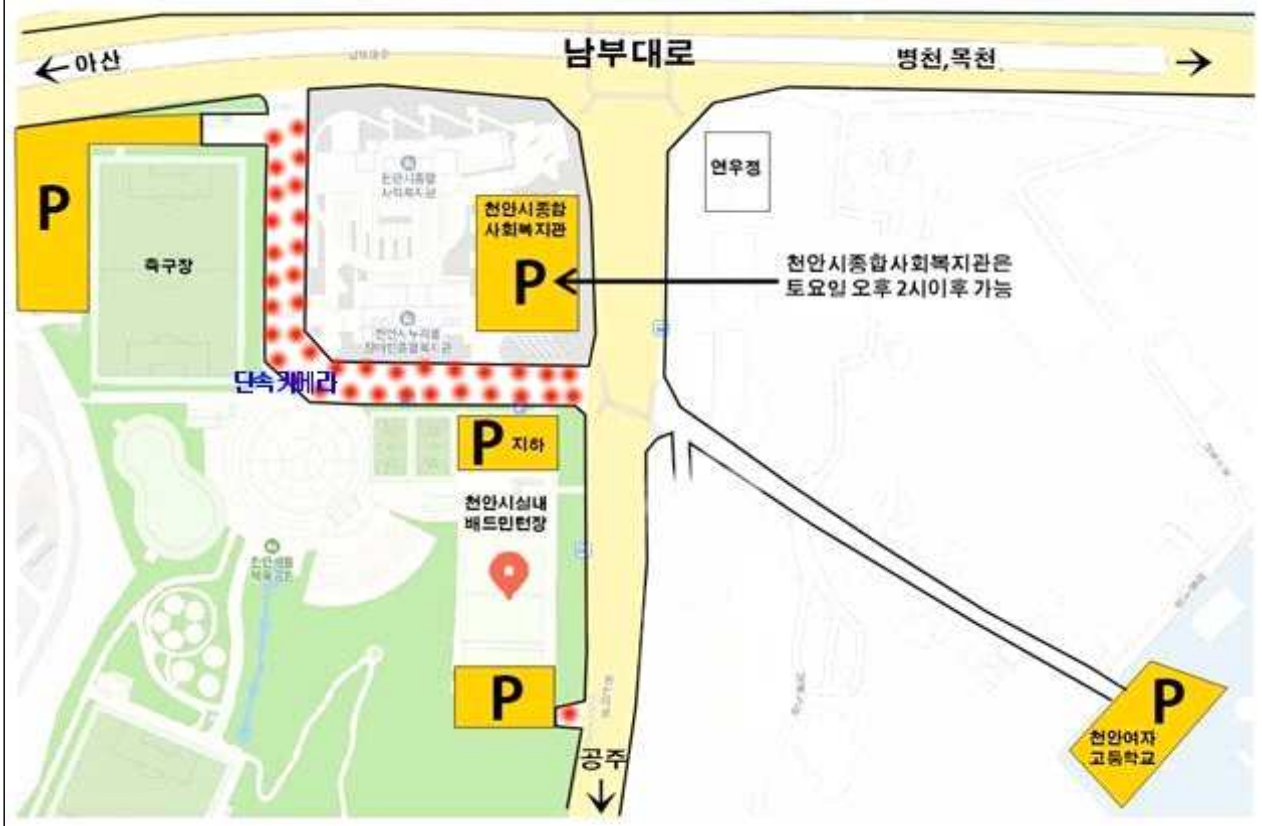 남부대로
← 아산
병천,목천 →
P
축구장
천안시종합
사회복지관
P
연우정
천안시종합사회복지관은
토요일 오후 2시이후 가능
단속카메라
P 지하
천안시실내
배드민턴장
P
공주
P
천안여자
고등학교